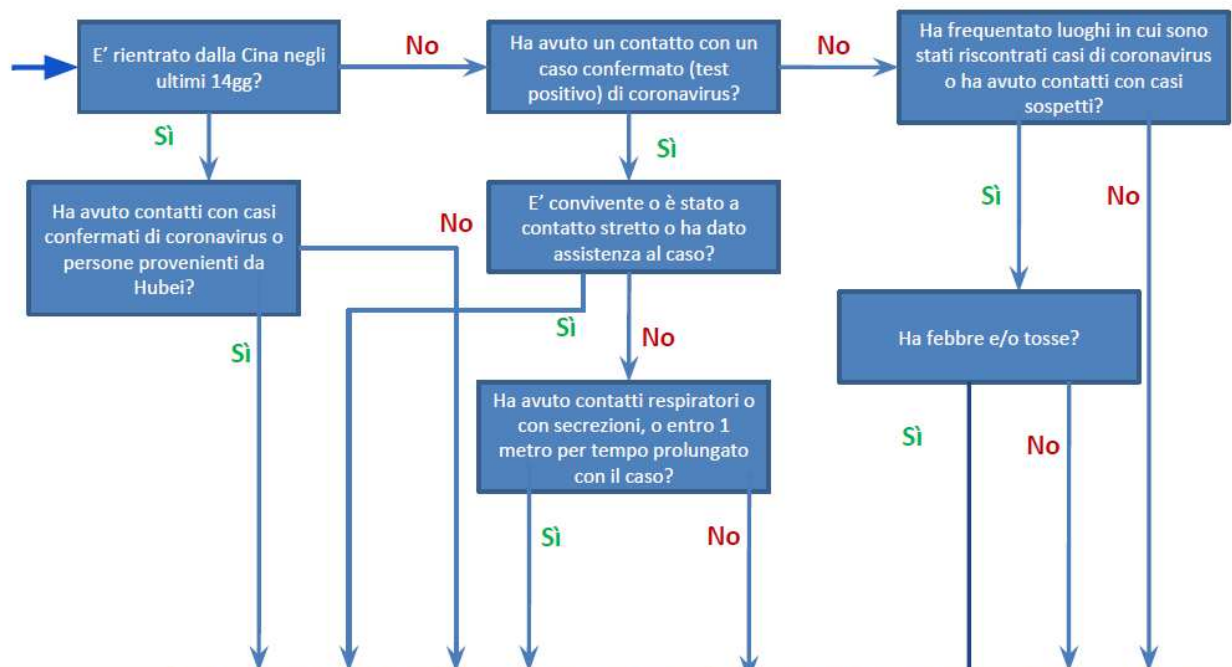 E’ rientrato dalla Cina negli
ultimi 14gg?
No
Ha avuto un contatto con un
caso confermato (test
positivo) di coronavirus?
No
Ha frequentato luoghi in cui sono
stati riscontrati casi di coronavirus
o ha avuto contatti con casi
sospetti?
Sì
Sì
Sì
No
Ha avuto contatti con casi
confermati di coronavirus o
persone provenienti da
Hubei?
No
E’ convivente o è stato a
contatto stretto o ha dato
assistenza al caso?
Sì
Sì
No
Ha febbre e/o tosse?
Ha avuto contatti respiratori o
con secrezioni, o entro 1
metro per tempo prolungato
con il caso?
Sì
No
Sì
No